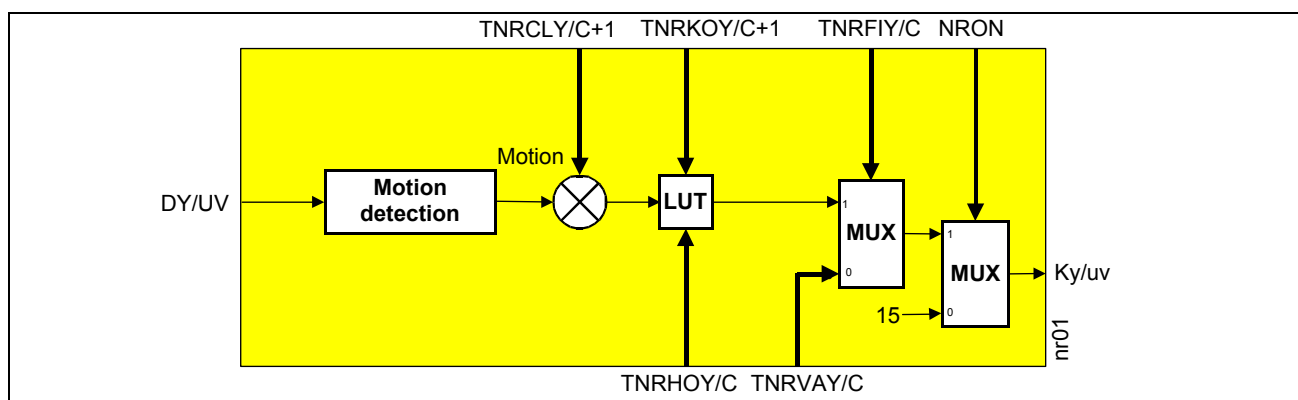 TNRCLY/C+1 TNRKOY/C+1 TNRFIY/C NRON
Motion
DY/UV
Motion
detection
LUT
1
MUX
0
1
MUX
0
15
Ky/uv
nr01
TNRHOY/C TNRVAY/C